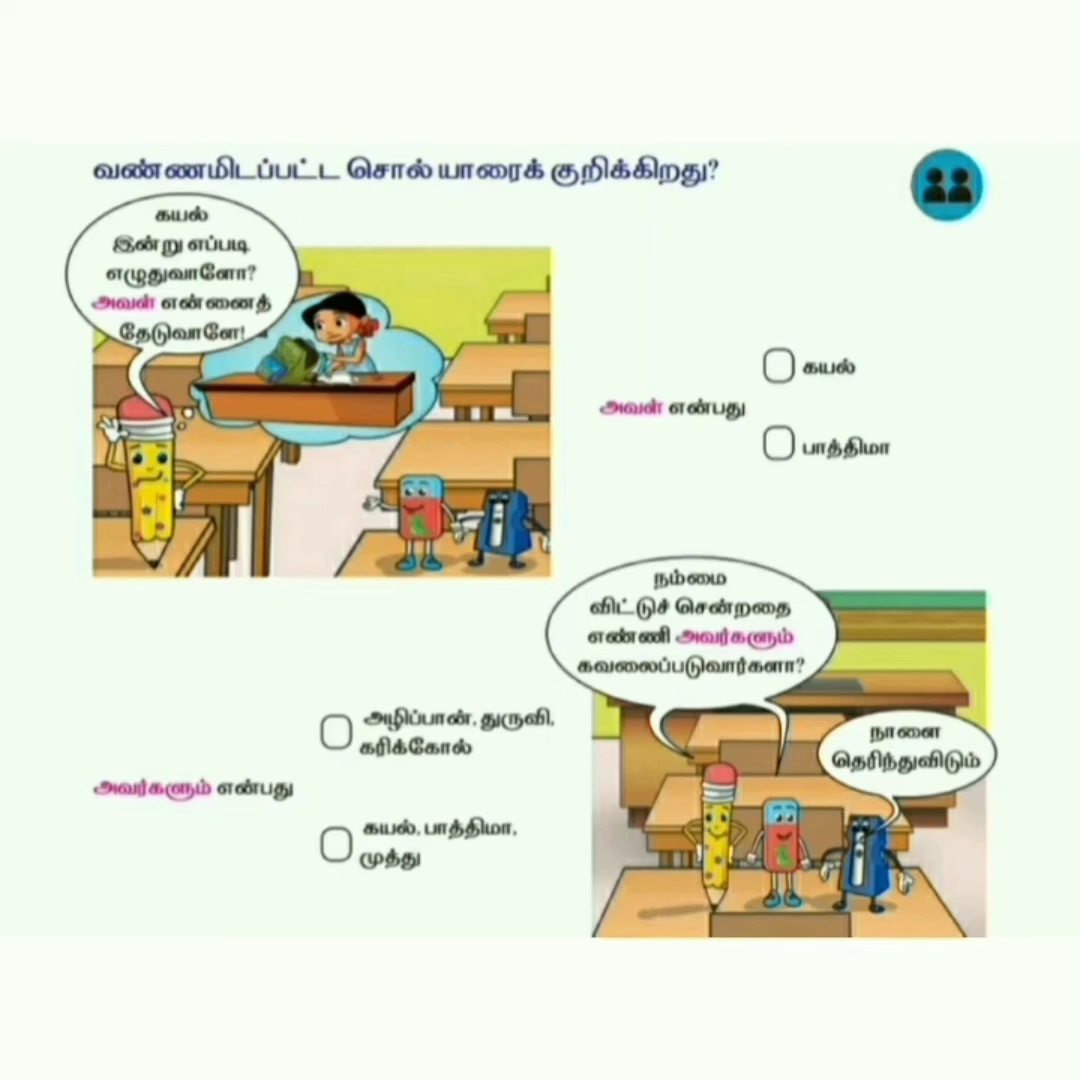 வண்ணமிடப்பட்ட சொல் யாரைக் குறிக்கிறது?
கயல்
இன்று எப்படி
எழுதுவாளோ?
அவள் என்னைத்
தேடுவாளே!
கயல்
அவள் என்பது
பாத்திமா
நம்மை
விட்டுச் சென்றதை
எண்ணி அவர்களும்
கவலைப்படுவார்களா?
நாளை
தெரிந்துவிடும்
அழிப்பான், துருவி,
கரிக்கோல்
அவர்களும் என்பது
கயல், பாத்திமா,
முத்து